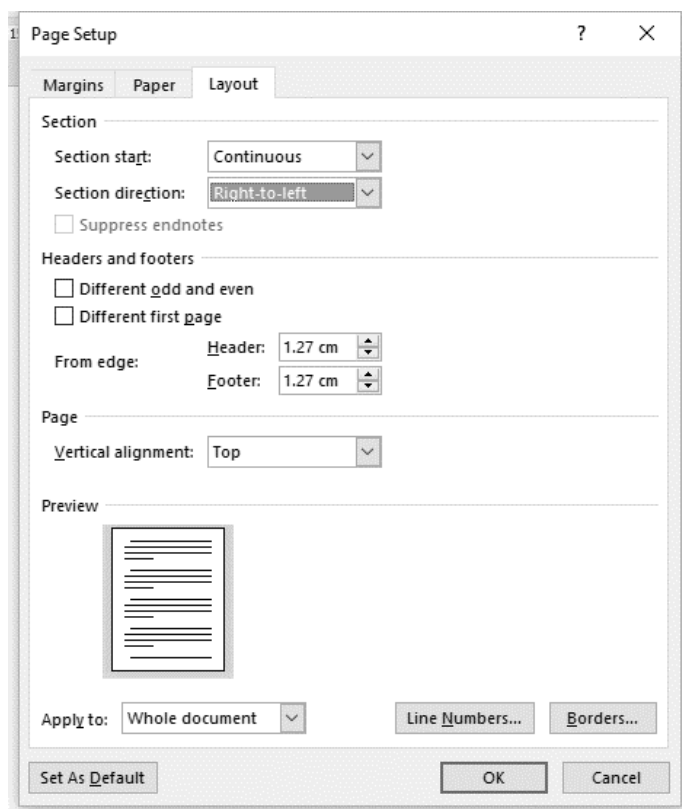 15
Page Setup ? ×
Margins Paper Layout
Section
Section start: Continuous
Section direction: Right-to-left
Suppress endnotes
Headers and footers
Different odd and even
Different first page
From edge:
Header: 1.27 cm
Footer: 1.27 cm
Page
Vertical alignment: Top
Preview
Apply to: Whole document Line Numbers... Borders...
Set As Default OK Cancel